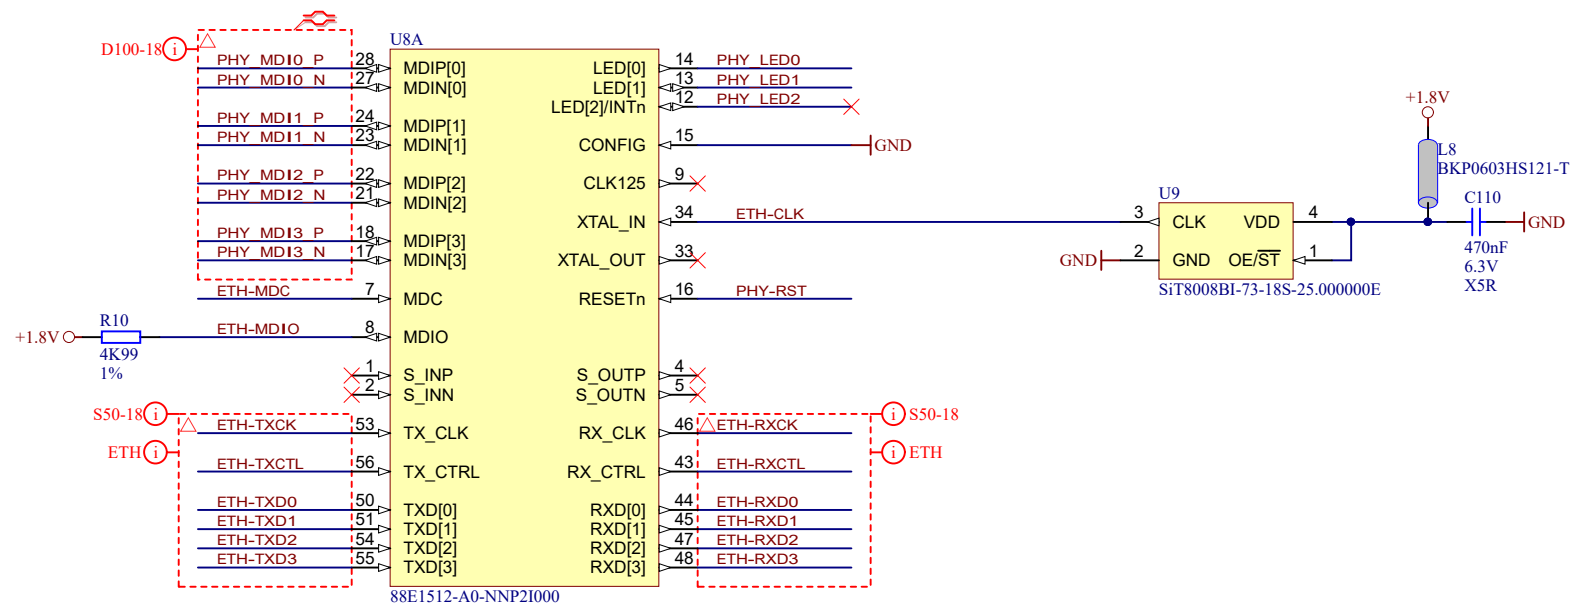 D100-18 i
U8A
PHY_MDI0_P 28 MDIP[0] LED[0] 14 PHY_LED0
PHY_MDI0_N 27 MDIN[0] LED[1] 13 PHY_LED1
LED[2]/INTn 12 PHY_LED2
PHY_MDI1_P 24 MDIP[1]
PHY_MDI1_N 23 MDIN[1] CONFIG 15 GND
PHY_MDI2_P 22 MDIP[2] CLK125 9
PHY_MDI2_N 21 MDIN[2]
XTAL_IN 34 ETH-CLK
PHY_MDI3_P 18 MDIP[3]
PHY_MDI3_N 17 MDIN[3] XTAL_OUT 33
ETH-MDC 7 MDC RESETn 16 PHY-RST
+1.8V R10 ETH-MDIO 8 MDIO
4K99
1%
1 S_INP S_OUTP 4
2 S_INN S_OUTN 5
S50-18 i
ETH i
ETH-TXCK 53 TX_CLK RX_CLK 46 ETH-RXCK
ETH-TXCTL 56 TX_CTRL RX_CTRL 43 ETH-RXCTL
ETH-TXD0 50 TXD[0] RXD[0] 44 ETH-RXD0
ETH-TXD1 51 TXD[1] RXD[1] 45 ETH-RXD1
ETH-TXD2 54 TXD[2] RXD[2] 47 ETH-RXD2
ETH-TXD3 55 TXD[3] RXD[3] 48 ETH-RXD3
i S50-18
i ETH
88E1512-A0-NNP2I000
+1.8V
L8
BKP0603HS121-T
U9
3 CLK VDD 4
GND 2 GND OE/ST 1
SiT8008BI-73-18S-25.000000E
C110
GND
470nF
6.3V
X5R